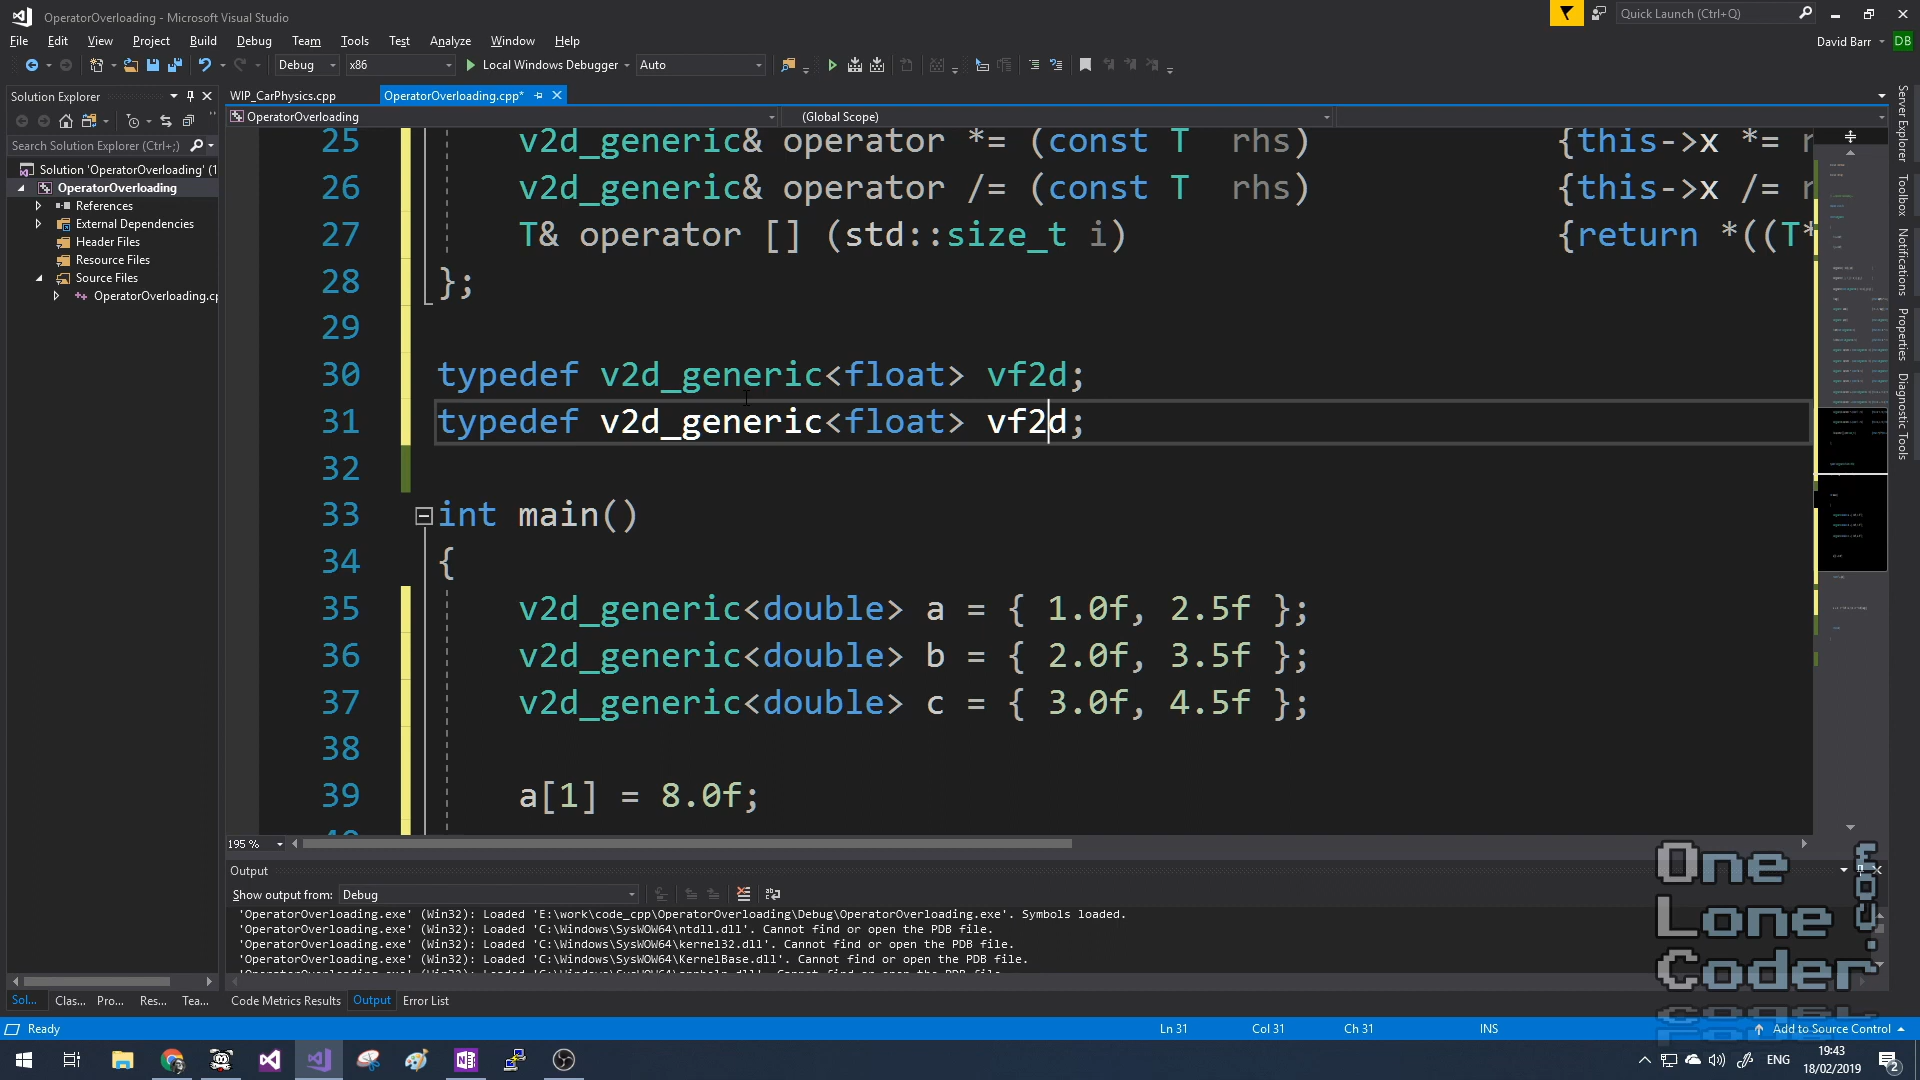 OperatorOverloading - Microsoft Visual Studio
Quick Launch (Ctrl+Q)
File Edit View Project Build Debug Team Tools Test Analyze Window Help
David Barr DB
Debug x86 Local Windows Debugger Auto
Solution Explorer
WIP_CarPhysics.cpp OperatorOverloading.cpp*
OperatorOverloading (Global Scope)
Search Solution Explorer (Ctrl+;)
Solution 'OperatorOverloading' (1
OperatorOverloading
References
External Dependencies
Header Files
Resource Files
Source Files
OperatorOverloading.cp
25 v2d_generic& operator *= (const T rhs) {this->x *= r
26 v2d_generic& operator /= (const T rhs) {this->x /= r
27 T& operator [] (std::size_t i) {return *((T*
28 };
29
30 typedef v2d_generic<float> vf2d;
31 typedef v2d_generic<float> vf2d;
32
33 int main()
34 {
35 v2d_generic<double> a = { 1.0f, 2.5f };
36 v2d_generic<double> b = { 2.0f, 3.5f };
37 v2d_generic<double> c = { 3.0f, 4.5f };
38
39 a[1] = 8.0f;
Server Explorer
Toolbox
Notifications
Properties
Diagnostic Tools
195 %
Output
Show output from: Debug
'OperatorOverloading.exe' (Win32): Loaded 'E:\work\code_cpp\OperatorOverloading\Debug\OperatorOverloading.exe'. Symbols loaded.
'OperatorOverloading.exe' (Win32): Loaded 'C:\Windows\SysWOW64\ntdll.dll'. Cannot find or open the PDB file.
'OperatorOverloading.exe' (Win32): Loaded 'C:\Windows\SysWOW64\kernel32.dll'. Cannot find or open the PDB file.
'OperatorOverloading.exe' (Win32): Loaded 'C:\Windows\SysWOW64\KernelBase.dll'. Cannot find or open the PDB file.
One
Lone
Coder
.com
Sol... Clas... Pro... Res... Tea...
Code Metrics Results Output Error List
Ready Ln 31 Col 31 Ch 31 INS Add to Source Control
ENG
19:43
18/02/2019
2